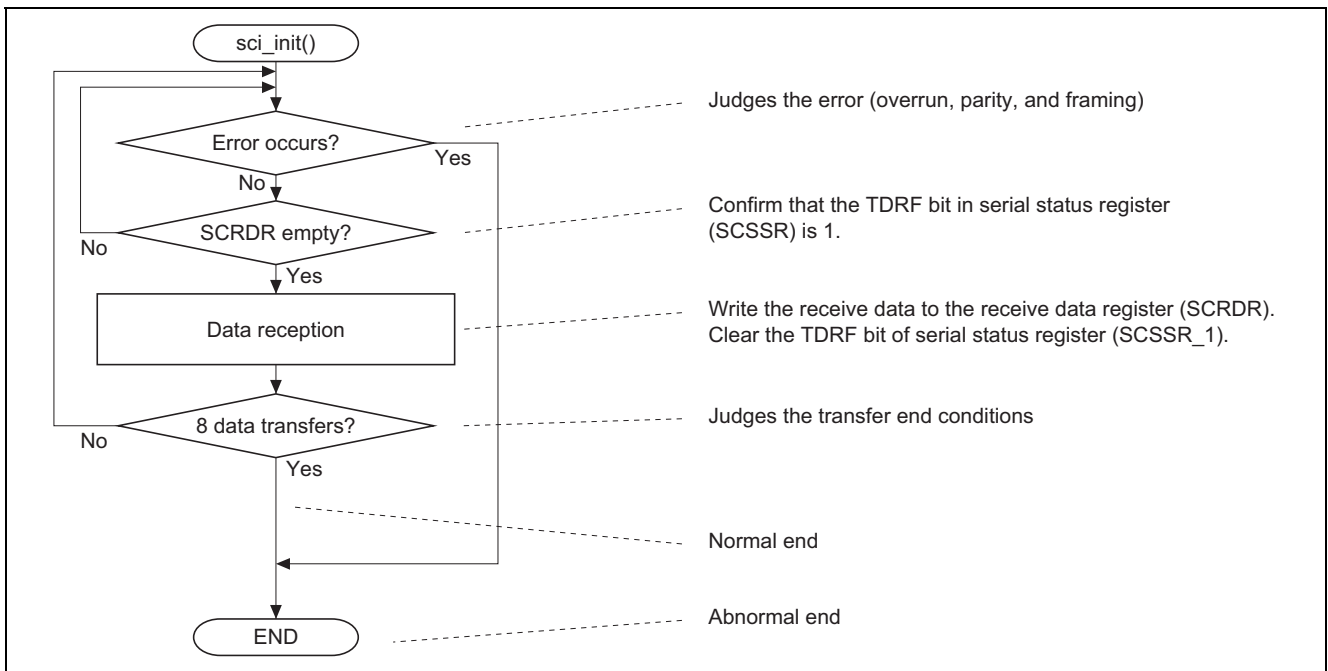 sci_init()
Judges the error (overrun, parity, and framing)
Error occurs?
Yes
No
Confirm that the TDRF bit in serial status register
(SCSSR) is 1.
SCRDR empty?
No
Yes
Write the receive data to the receive data register (SCRDR).
Clear the TDRF bit of serial status register (SCSSR_1).
Data reception
Judges the transfer end conditions
8 data transfers?
No
Yes
Normal end
Abnormal end
END